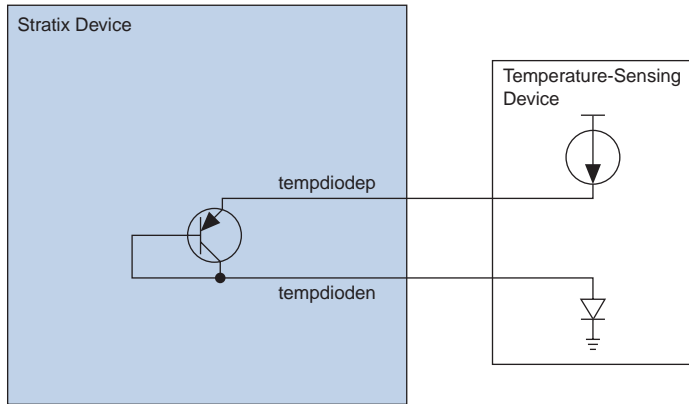 Stratix Device
Temperature-Sensing
Device
tempdiodep
tempdioden